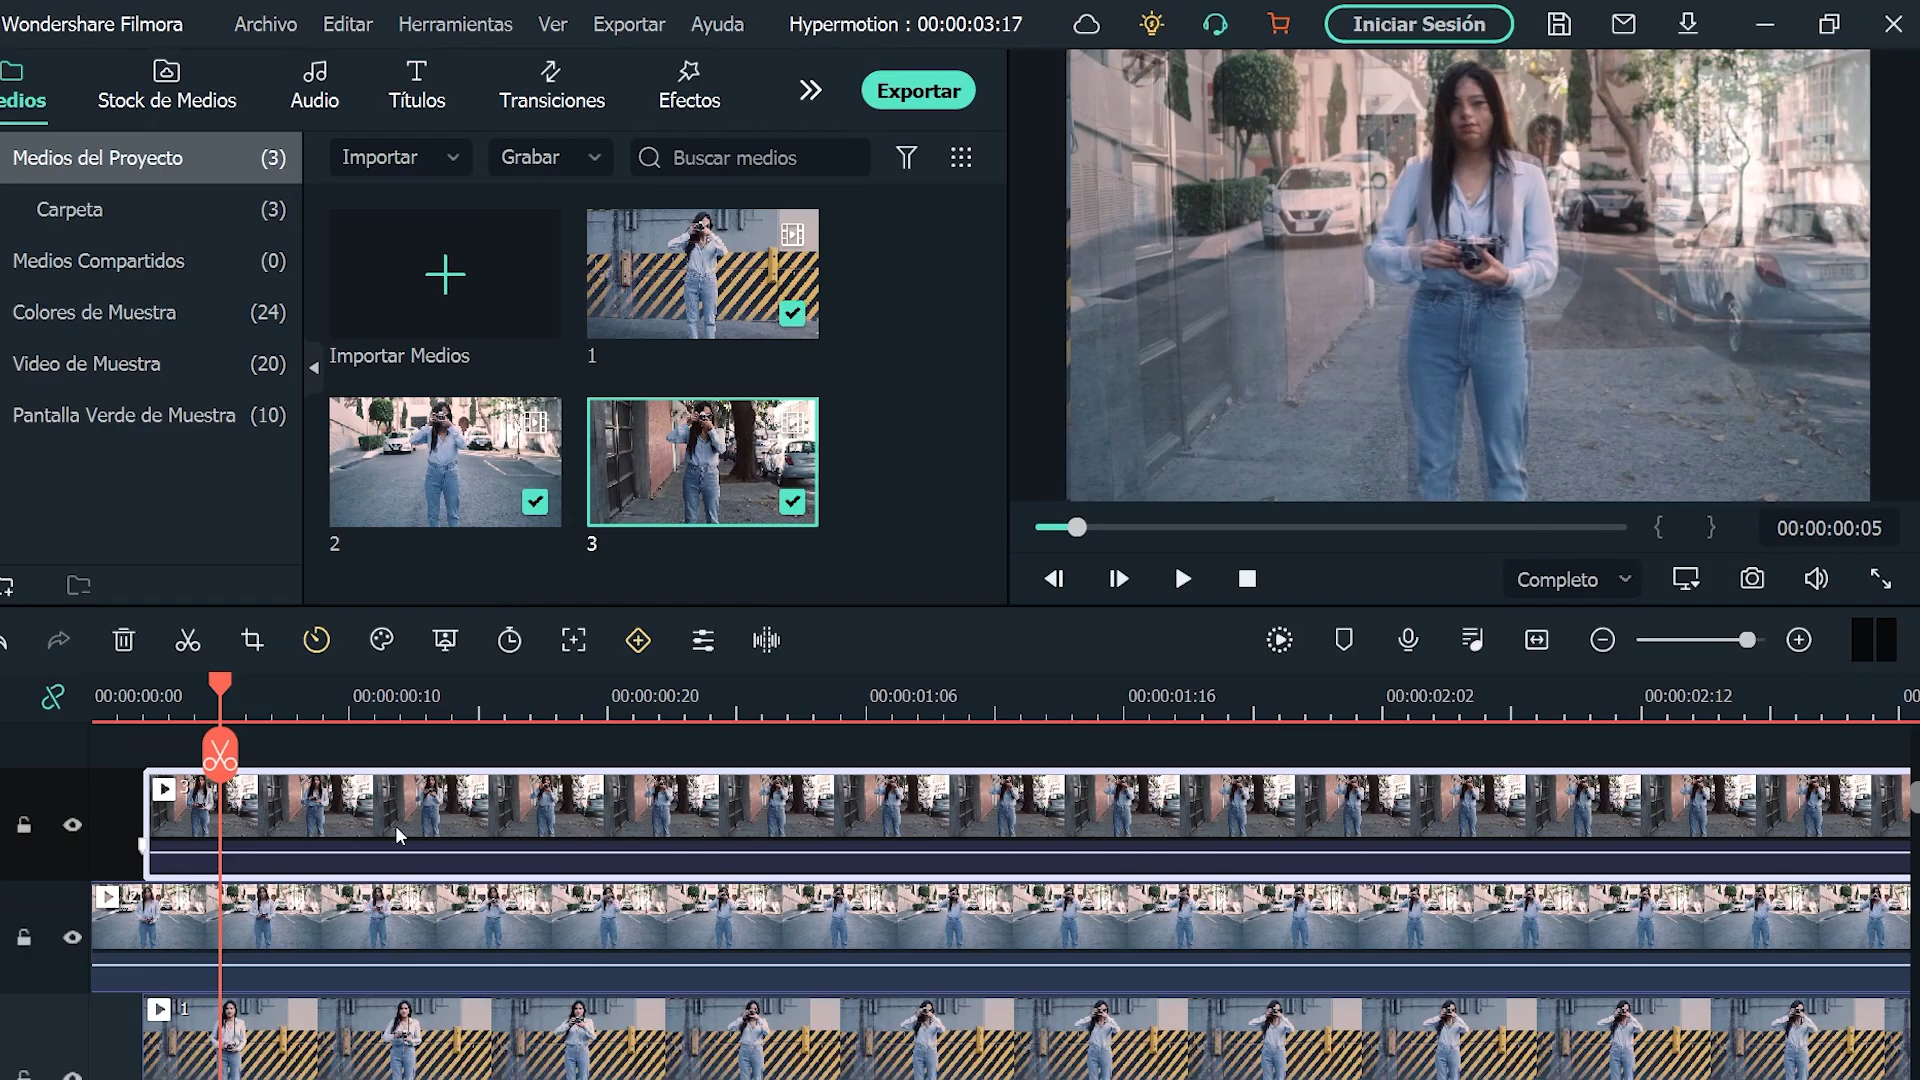 Wondershare Filmora
Archivo
Editar
Herramientas
Ver
Exportar
Ayuda
Hypermotion : 00:00:03:17
Iniciar Sesión
edios
Stock de Medios
Audio
Títulos
Transiciones
Efectos
Exportar
Medios del Proyecto (3)
Carpeta (3)
Medios Compartidos (0)
Colores de Muestra (24)
Video de Muestra (20)
Pantalla Verde de Muestra (10)
Importar
Grabar
Buscar medios
Importar Medios
1
2
3
00:00:00:05
Completo
00:00:00:00
00:00:00:10
00:00:00:20
00:00:01:06
00:00:01:16
00:00:02:02
00:00:02:12
00
3
2
1